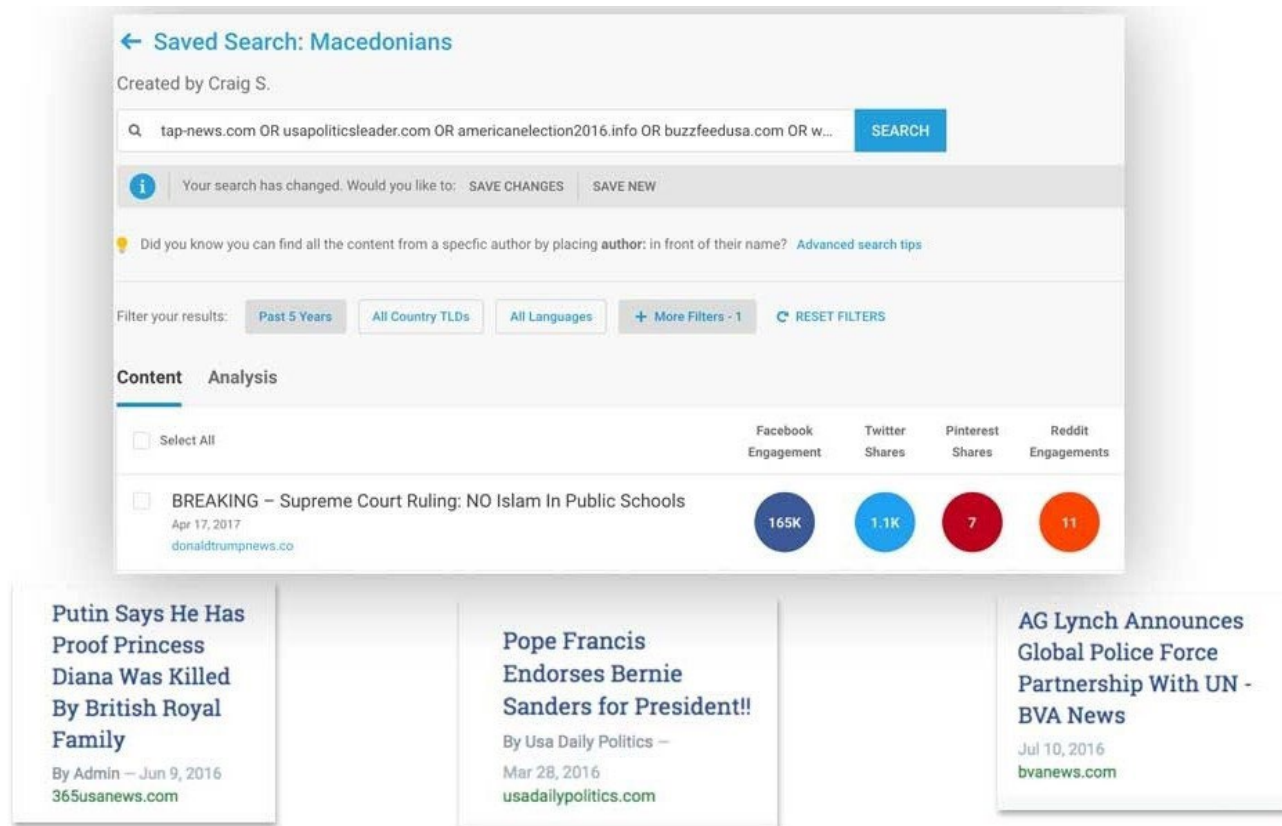 ← Saved Search: Macedonians
Created by Craig S.
tap-news.com OR usapoliticsleader.com OR americanelection2016.info OR buzzfeedusa.com OR w... SEARCH
Your search has changed. Would you like to: SAVE CHANGES SAVE NEW
Did you know you can find all the content from a specfic author by placing author: in front of their name? Advanced search tips
Filter your results: Past 5 Years All Country TLDs All Languages + More Filters - 1 RESET FILTERS
Content Analysis
Select All
Facebook Engagement
Twitter Shares
Pinterest Shares
Reddit Engagements
BREAKING – Supreme Court Ruling: NO Islam In Public Schools
Apr 17, 2017
donaldtrumpnews.co
165K 1.1K 7 11
Putin Says He Has
Proof Princess
Diana Was Killed
By British Royal
Family
By Admin — Jun 9, 2016
365usanews.com
Pope Francis
Endorses Bernie
Sanders for President!!
By Usa Daily Politics —
Mar 28, 2016
usadailypolitics.com
AG Lynch Announces
Global Police Force
Partnership With UN -
BVA News
Jul 10, 2016
bvanews.com